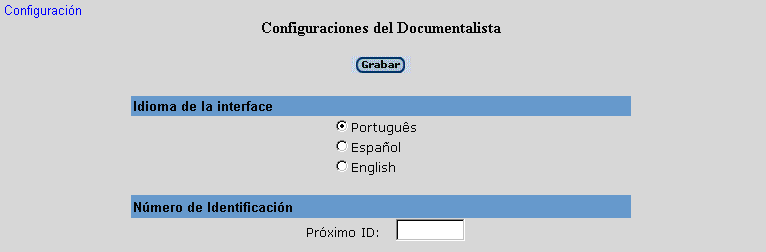 Configuración
Configuraciones del Documentalista
Grabar
Idioma de la interface
Português
Español
English
Número de Identificación
Próximo ID: